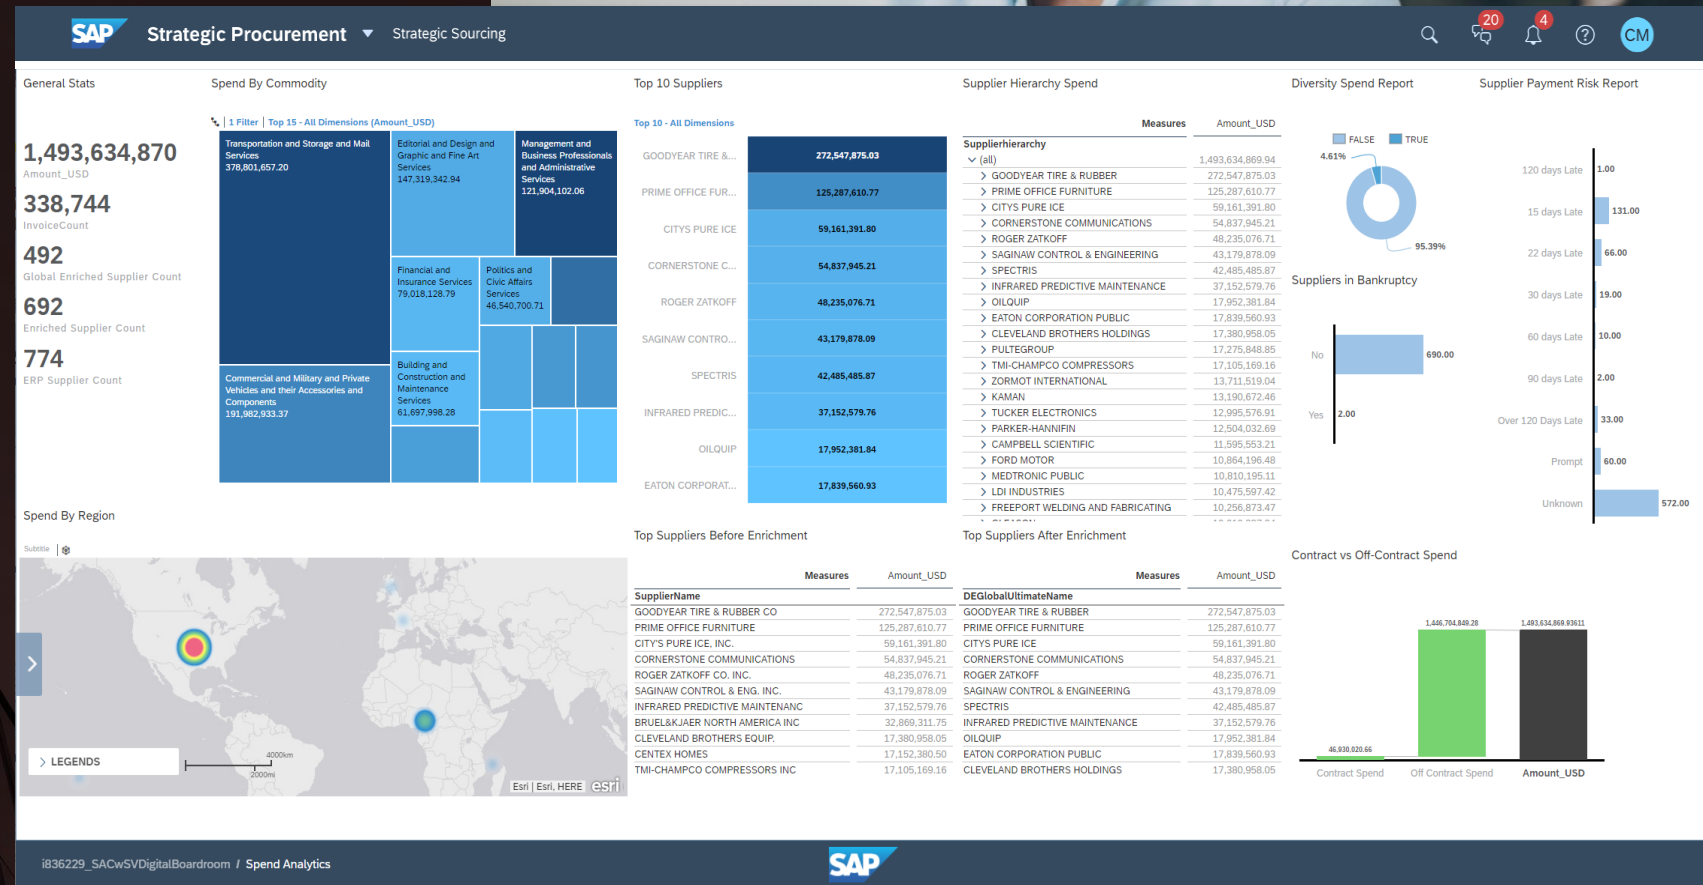 SAP
Strategic Procurement
Strategic Sourcing
20
4
CM
General Stats
1,493,634,870
Amount_USD
338,744
InvoiceCount
492
Global Enriched Supplier Count
692
Enriched Supplier Count
774
ERP Supplier Count
Spend By Commodity
1 Filter | Top 15 - All Dimensions (Amount_USD)
Transportation and Storage and Mail
Services
378,801,657.20
Editorial and Design and
Graphic and Fine Art
Services
147,319,342.94
Management and
Business Professionals
and Administrative
Services
121,904,102.06
Financial and
Insurance Services
79,018,128.79
Politics and
Civic Affairs
Services
46,540,700.71
Building and
Construction and
Maintenance
Services
61,697,998.28
Commercial and Military and Private
Vehicles and their Accessories and
Components
191,982,933.37
Top 10 Suppliers
Top 10 - All Dimensions
GOODYEAR TIRE &... 272,547,875.03
PRIME OFFICE FUR... 125,287,610.77
CITYS PURE ICE 59,161,391.80
CORNERSTONE C... 54,837,945.21
ROGER ZATKOFF 48,235,076.71
SAGINAW CONTRO... 43,179,878.09
SPECTRIS 42,485,485.87
INFRARED PREDIC... 37,152,579.76
OILQUIP 17,952,381.84
EATON CORPORAT... 17,839,560.93
Supplier Hierarchy Spend
Measures Amount_USD
Supplierhierarchy
(all) 1,493,634,869.94
GOODYEAR TIRE & RUBBER 272,547,875.03
PRIME OFFICE FURNITURE 125,287,610.77
CITYS PURE ICE 59,161,391.80
CORNERSTONE COMMUNICATIONS 54,837,945.21
ROGER ZATKOFF 48,235,076.71
SAGINAW CONTROL & ENGINEERING 43,179,878.09
SPECTRIS 42,485,485.87
INFRARED PREDICTIVE MAINTENANCE 37,152,579.76
OILQUIP 17,952,381.84
EATON CORPORATION PUBLIC 17,839,560.93
CLEVELAND BROTHERS HOLDINGS 17,380,958.05
PULTEGROUP 17,275,848.85
TMI-CHAMPCO COMPRESSORS 17,105,169.16
ZORMOT INTERNATIONAL 13,711,519.04
KAMAN 13,190,672.46
TUCKER ELECTRONICS 12,995,576.91
PARKER-HANNIFIN 12,504,032.69
CAMPBELL SCIENTIFIC 11,595,553.21
FORD MOTOR 10,864,196.48
MEDTRONIC PUBLIC 10,810,195.11
LDI INDUSTRIES 10,475,597.42
FREEPORT WELDING AND FABRICATING 10,256,873.47
Diversity Spend Report
FALSE TRUE
4.61%
95.39%
Suppliers in Bankruptcy
No 690.00
Yes 2.00
Supplier Payment Risk Report
120 days Late 1.00
15 days Late 131.00
22 days Late 66.00
30 days Late 19.00
60 days Late 10.00
90 days Late 2.00
Over 120 Days Late 33.00
Prompt 60.00
Unknown 572.00
Spend By Region
Subtitle
LEGENDS
4000km
2000mi
Esri | Esri, HERE esri
Top Suppliers Before Enrichment
Measures Amount_USD
SupplierName
GOODYEAR TIRE & RUBBER CO 272,547,875.03
PRIME OFFICE FURNITURE 125,287,610.77
CITY'S PURE ICE, INC. 59,161,391.80
CORNERSTONE COMMUNICATIONS 54,837,945.21
ROGER ZATKOFF CO. INC. 48,235,076.71
SAGINAW CONTROL & ENG. INC. 43,179,878.09
INFRARED PREDICTIVE MAINTENANC 37,152,579.76
BRUEL&KJAER NORTH AMERICA INC 32,869,311.75
CLEVELAND BROTHERS EQUIP. 17,380,958.05
CENTEX HOMES 17,152,380.50
TMI-CHAMPCO COMPRESSORS INC 17,105,169.16
Top Suppliers After Enrichment
Measures Amount_USD
DEGlobalUltimateName
GOODYEAR TIRE & RUBBER 272,547,875.03
PRIME OFFICE FURNITURE 125,287,610.77
CITYS PURE ICE 59,161,391.80
CORNERSTONE COMMUNICATIONS 54,837,945.21
ROGER ZATKOFF 48,235,076.71
SAGINAW CONTROL & ENGINEERING 43,179,878.09
SPECTRIS 42,485,485.87
INFRARED PREDICTIVE MAINTENANCE 37,152,579.76
OILQUIP 17,952,381.84
EATON CORPORATION PUBLIC 17,839,560.93
CLEVELAND BROTHERS HOLDINGS 17,380,958.05
Contract vs Off-Contract Spend
46,930,020.66
1,446,704,849.28
1,493,634,869.93611
Contract Spend
Off Contract Spend
Amount_USD
i836229_SACwSVDigitalBoardroom / Spend Analytics
SAP